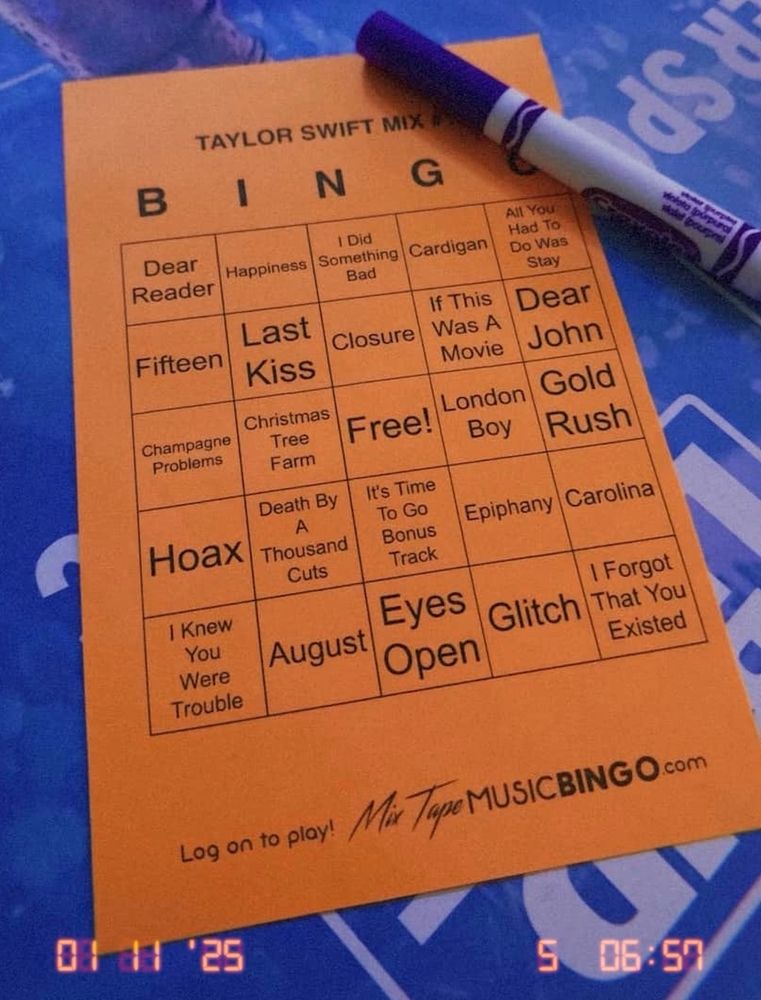 TAYLOR SWIFT MIX #
B I N G O
Dear Reader
Happiness
I Did Something Bad
Cardigan
All You Had To Do Was Stay
Fifteen
Last Kiss
Closure
If This Was A Movie
Dear John
Champagne Problems
Christmas Tree Farm
Free!
London Boy
Gold Rush
Hoax
Death By A Thousand Cuts
It's Time To Go Bonus Track
Epiphany
Carolina
I Knew You Were Trouble
August
Eyes Open
Glitch
I Forgot That You Existed
Log on to play! Mix Tape MUSICBINGO.com
01 11 '25
5 06:57